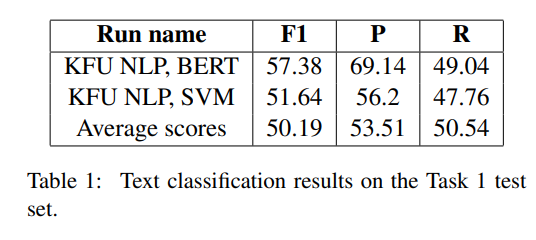 Run name F1 P R
KFU NLP, BERT 57.38 69.14 49.04
KFU NLP, SVM 51.64 56.2 47.76
Average scores 50.19 53.51 50.54
Table 1: Text classification results on the Task 1 test
set.